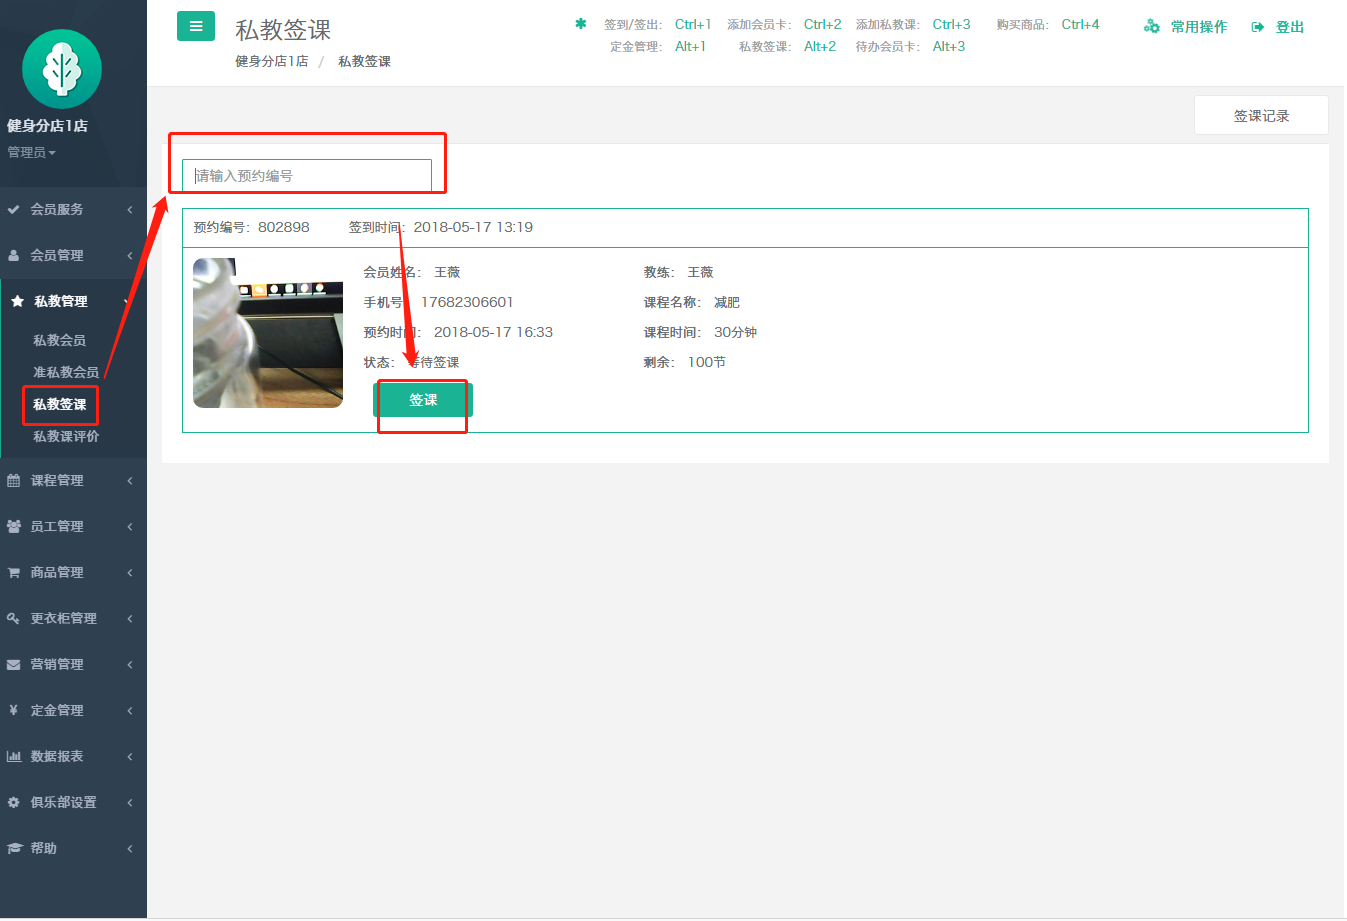 私教签课
健身分店1店 / 私教签课
签到/签出： Ctrl+1 添加会员卡： Ctrl+2 添加私教课： Ctrl+3 购买商品： Ctrl+4
定金管理： Alt+1 私教签课： Alt+2 待办会员卡： Alt+3
常用操作 登出
健身分店1店
管理员
会员服务
会员管理
私教管理
私教会员
准私教会员
私教签课
私教课评价
课程管理
员工管理
商品管理
更衣柜管理
营销管理
¥ 定金管理
数据报表
俱乐部设置
帮助
签课记录
请输入预约编号
预约编号：802898 签到时间：2018-05-17 13:19
会员姓名： 王薇 教练： 王薇
手机号 17682306601 课程名称： 减肥
预约时间： 2018-05-17 16:33 课程时间： 30分钟
状态： 等待签课 剩余： 100节
签课